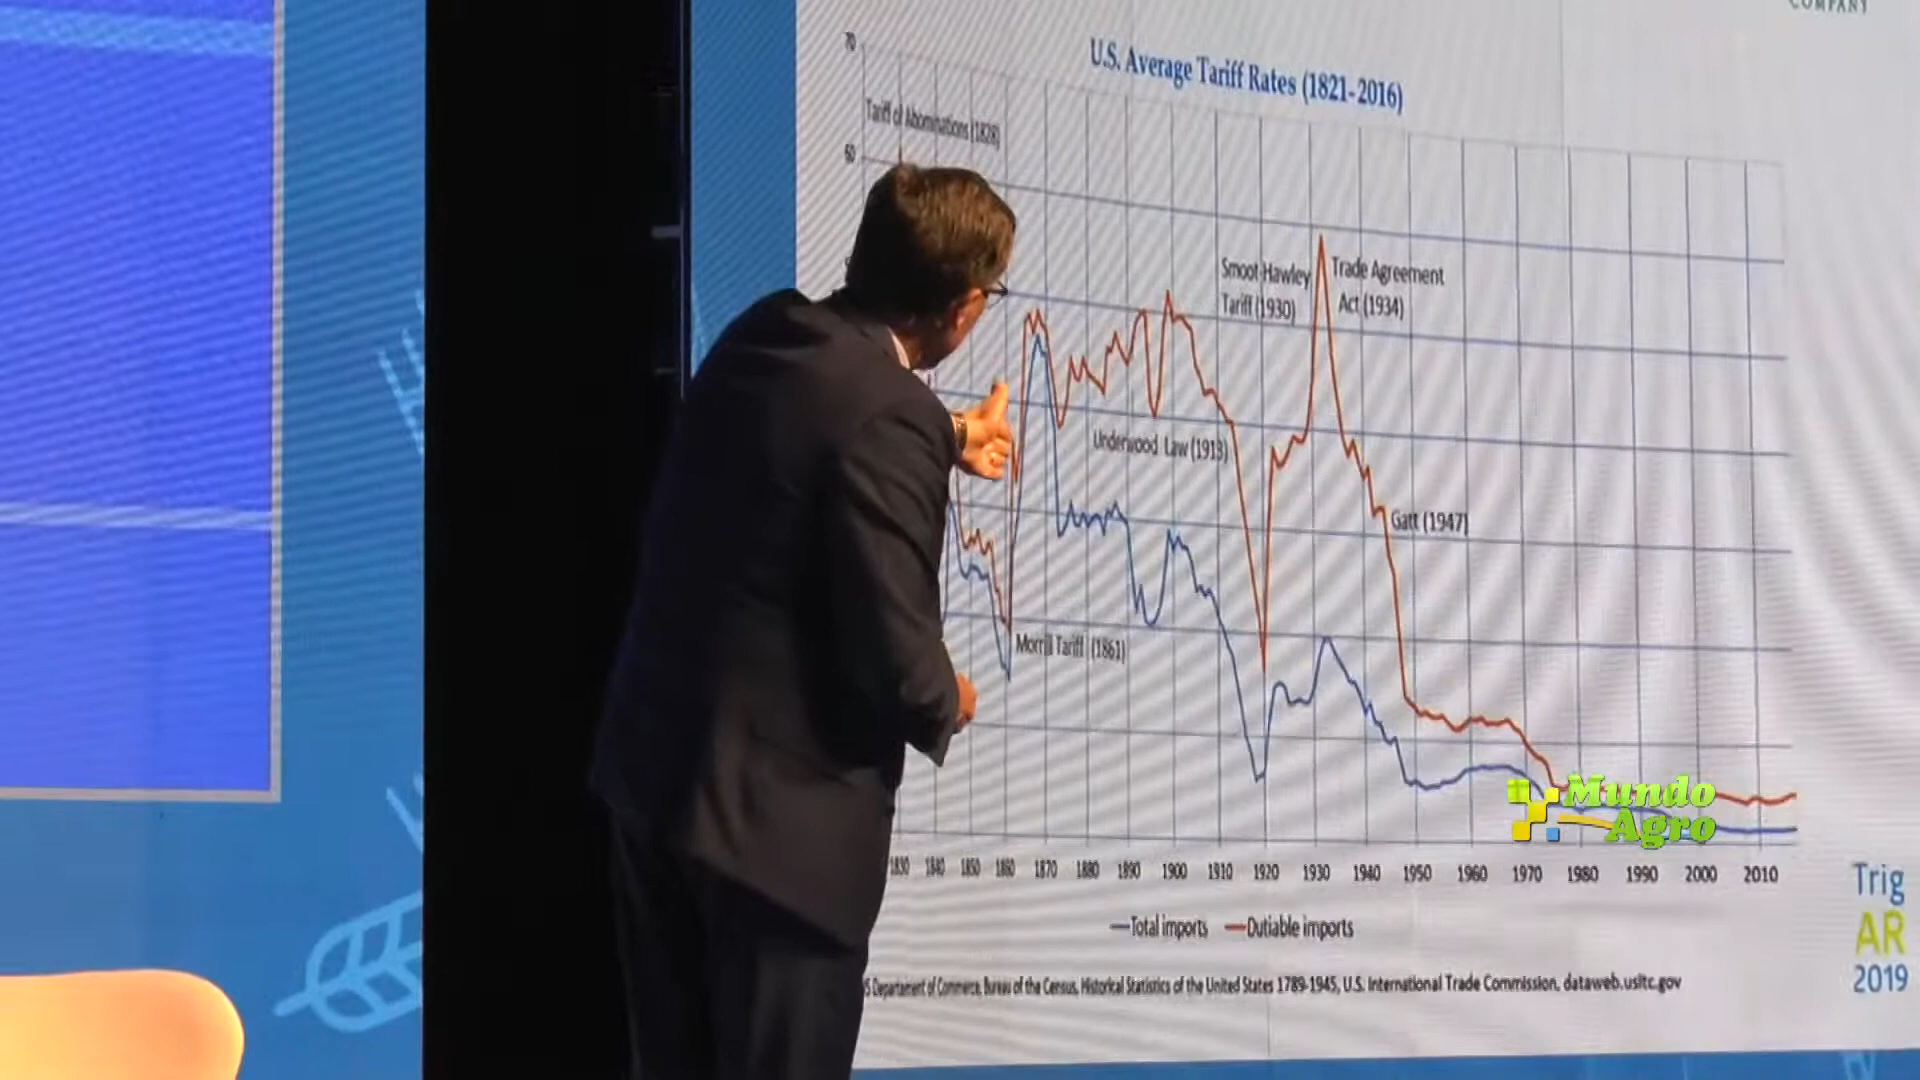 COMPANY
U.S. Average Tariff Rates (1821-2016)
70
Tariff of Abominations (1828)
60
Smoot-Hawley
Tariff (1930)
Trade Agreement
Act (1934)
Underwood Law (1913)
Gatt (1947)
Morrill Tariff (1861)
Mundo
Agro
1830 1840 1850 1860 1870 1880 1890 1900 1910 1920 1930 1940 1950 1960 1970 1980 1990 2000 2010
Total imports Dutiable imports
S Departament of Commerce, Bureau of the Census, Historical Statistics of the United States 1789-1945, U.S. International Trade Commission, dataweb.usitc.gov
Trig
AR
2019